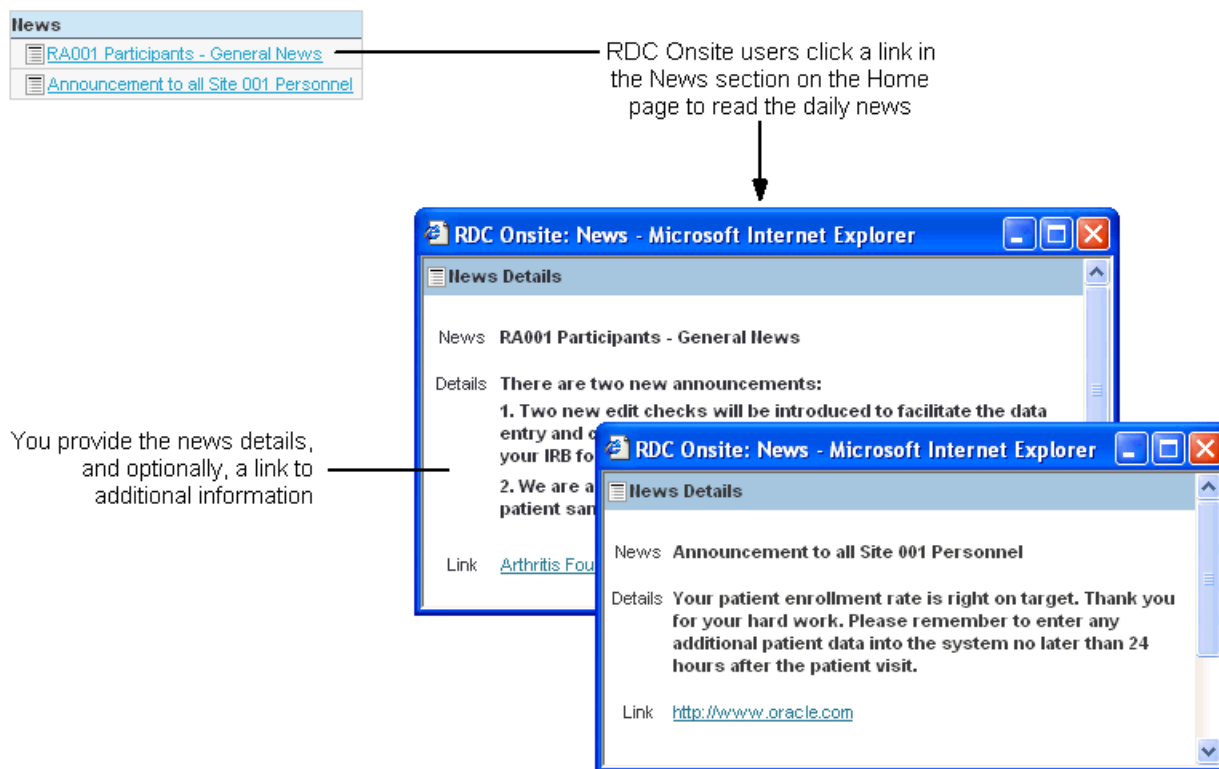 News
RA001 Participants - General News
Announcement to all Site 001 Personnel
RDC Onsite users click a link in
the News section on the Home
page to read the daily news
RDC Onsite: News - Microsoft Internet Explorer
News Details
News RA001 Participants - General News
Details There are two new announcements:
1. Two new edit checks will be introduced to facilitate the data
entry and
your IRB
2. We are a
patient
Link Arthritis
You provide the news details,
and optionally, a link to
additional information
RDC Onsite: News - Microsoft Internet Explorer
News Details
News Announcement to all Site 001 Personnel
Details Your patient enrollment rate is right on target. Thank you
for your hard work. Please remember to enter any
additional patient data into the system no later than 24
hours after the patient visit.
Link http://www.oracle.com